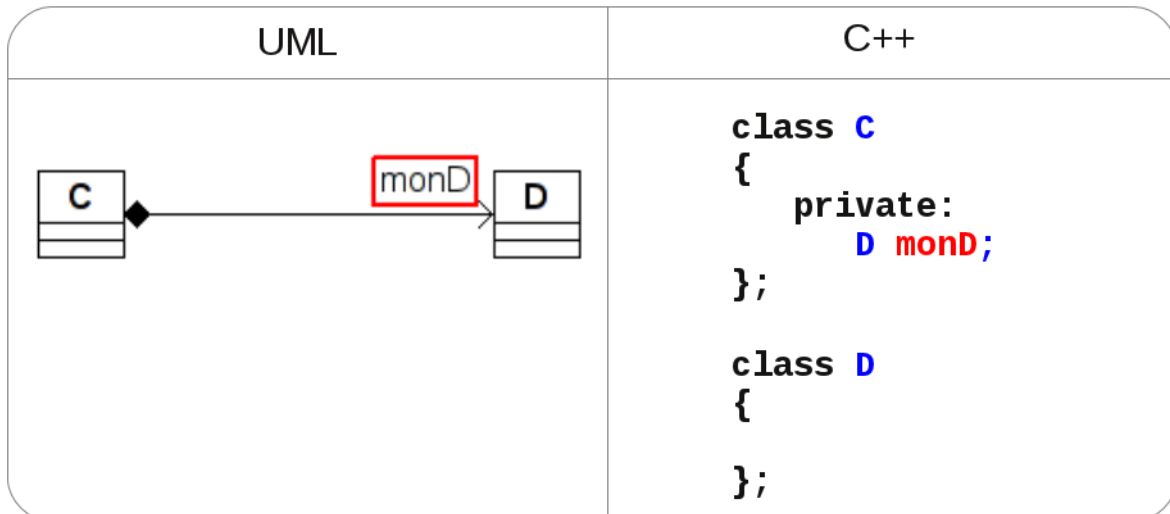 UML
C++
C
monD
D
class C
{
private:
D monD;
};
class D
{
};